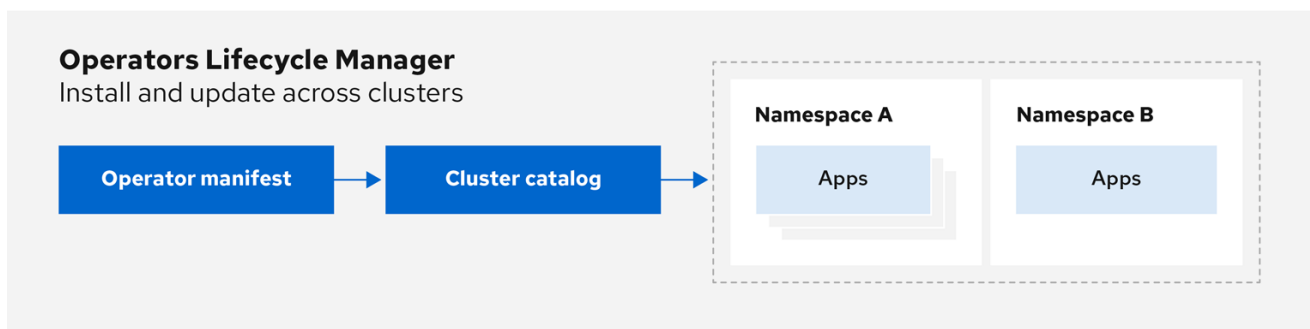 Operators Lifecycle Manager
Install and update across clusters
Operator manifest
Cluster catalog
Namespace A
Apps
Namespace B
Apps